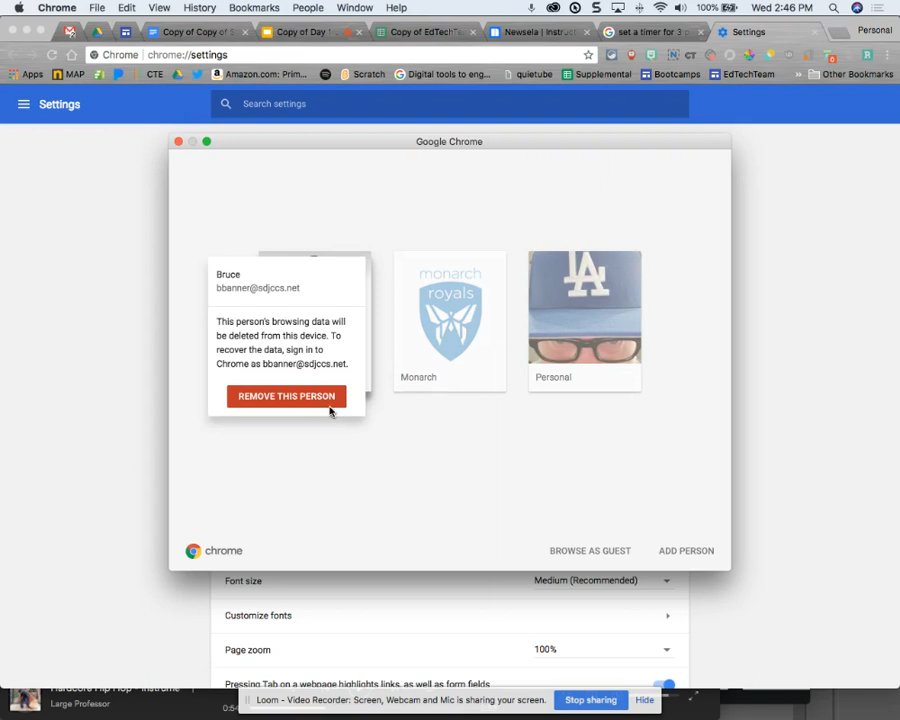 Chrome File Edit View History Bookmarks People Window Help 100% Wed 2:46 PM
Copy of Copy of S Copy of Day 1 Copy of EdTechT Newsela | Instruc set a timer for 3 Settings Personal
Chrome | chrome://settings
Apps MAP CTE Amazon.com: Prim... Scratch Digital tools to eng... quietube Supplemental Bootcamps EdTechTeam » Other Bookmarks
Settings Search settings
Google Chrome
Bruce
bbanner@sdjccs.net
This person's browsing data will
be deleted from this device. To
recover the data, sign in to
Chrome as bbanner@sdjccs.net.
REMOVE THIS PERSON
monarch
royals
Monarch
LA
Personal
chrome BROWSE AS GUEST ADD PERSON
Font size Medium (Recommended)
Customize fonts
Page zoom 100%
Pressing Tab on a webpage highlights links, as well as form fields
Hardcore Hip Hop - Instrume
Large Professor
Loom - Video Recorder: Screen, Webcam and Mic is sharing your screen. Stop sharing Hide